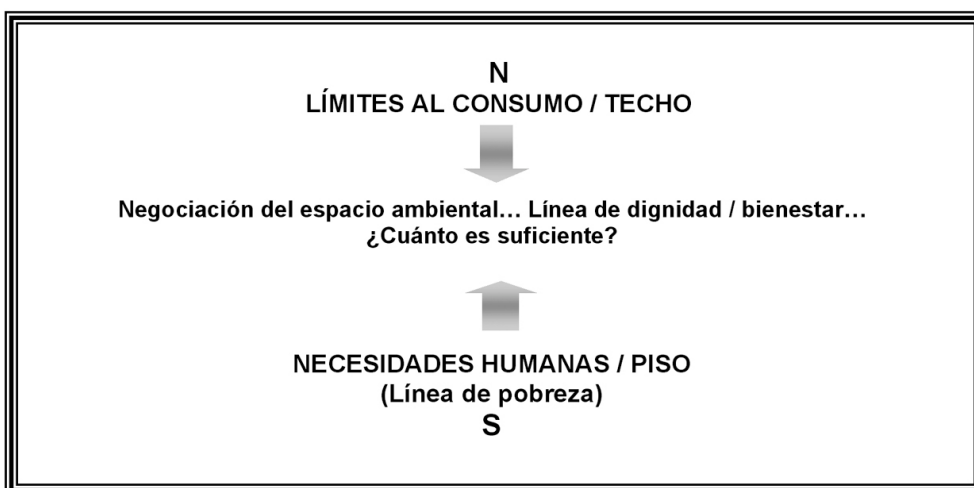 N
LÍMITES AL CONSUMO / TECHO
Negociación del espacio ambiental… Línea de dignidad / bienestar…
¿Cuánto es suficiente?
NECESIDADES HUMANAS / PISO
(Línea de pobreza)
S